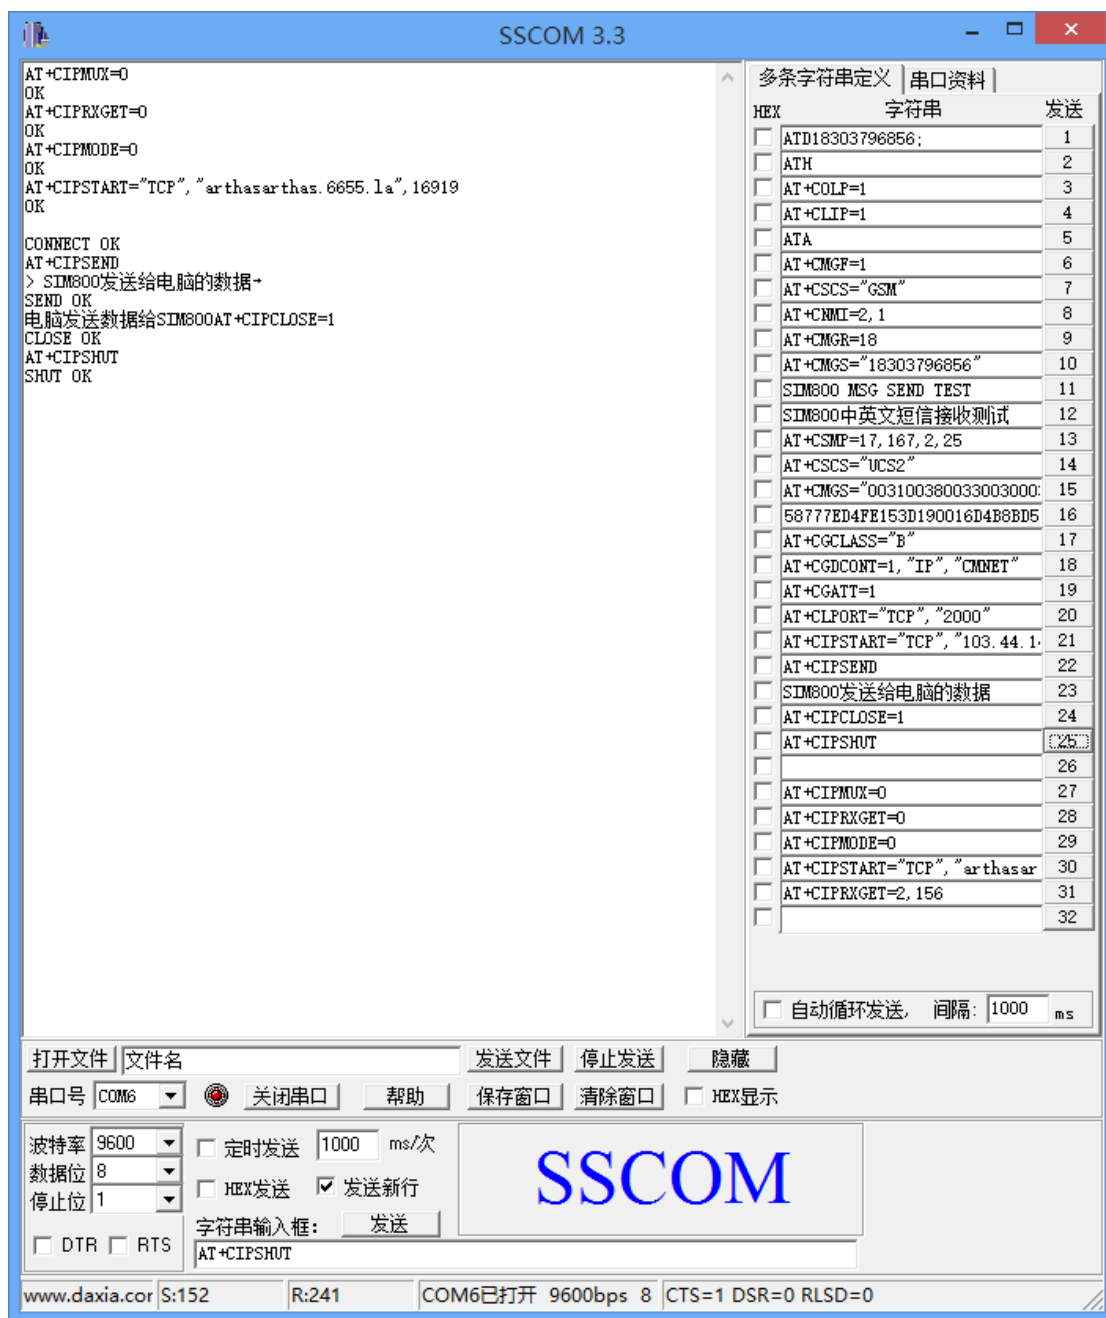 SSCOM 3.3
AT+CIPMUX=0
OK
AT+CIPRXGET=0
OK
AT+CIPMODE=0
OK
AT+CIPSTART="TCP","arthasarthas.6655.la",16919
OK
CONNECT OK
AT+CIPSEND
> SIM800发送给电脑的数据→
SEND OK
电脑发送数据给SIM800AT+CIPCLOSE=1
CLOSE OK
AT+CIPSHUT
SHUT OK
多条字符串定义 串口资料
HEX 字符串 发送
ATD18303796856; 1
ATH 2
AT+COLP=1 3
AT+CLIP=1 4
ATA 5
AT+CMGF=1 6
AT+CSCS="GSM" 7
AT+CNMI=2,1 8
AT+CMGR=18 9
AT+CMGS="18303796856" 10
SIM800 MSG SEND TEST 11
SIM800中英文短信接收测试 12
AT+CSMP=17,167,2,25 13
AT+CSCS="UCS2" 14
AT+CMGS="003100380033003000: 15
58777ED4FE153D190016D4B8BD5 16
AT+CGCLASS="B" 17
AT+CGDCONT=1,"IP","CMNET" 18
AT+CGATT=1 19
AT+CLPORT="TCP","2000" 20
AT+CIPSTART="TCP","103.44.1 21
AT+CIPSEND 22
SIM800发送给电脑的数据 23
AT+CIPCLOSE=1 24
AT+CIPSHUT 25
26
AT+CIPMUX=0 27
AT+CIPRXGET=0 28
AT+CIPMODE=0 29
AT+CIPSTART="TCP","arthasar 30
AT+CIPRXGET=2,156 31
32
自动循环发送, 间隔: 1000 ms
打开文件 文件名 发送文件 停止发送 隐藏
串口号 COM6 关闭串口 帮助 保存窗口 清除窗口 HEX显示
波特率 9600 定时发送 1000 ms/次
数据位 8
停止位 1 HEX发送 发送新行
字符串输入框: 发送
DTR RTS AT+CIPSHUT
SSCOM
www.daxia.cor S:152 R:241 COM6已打开 9600bps 8 CTS=1 DSR=0 RLSD=0